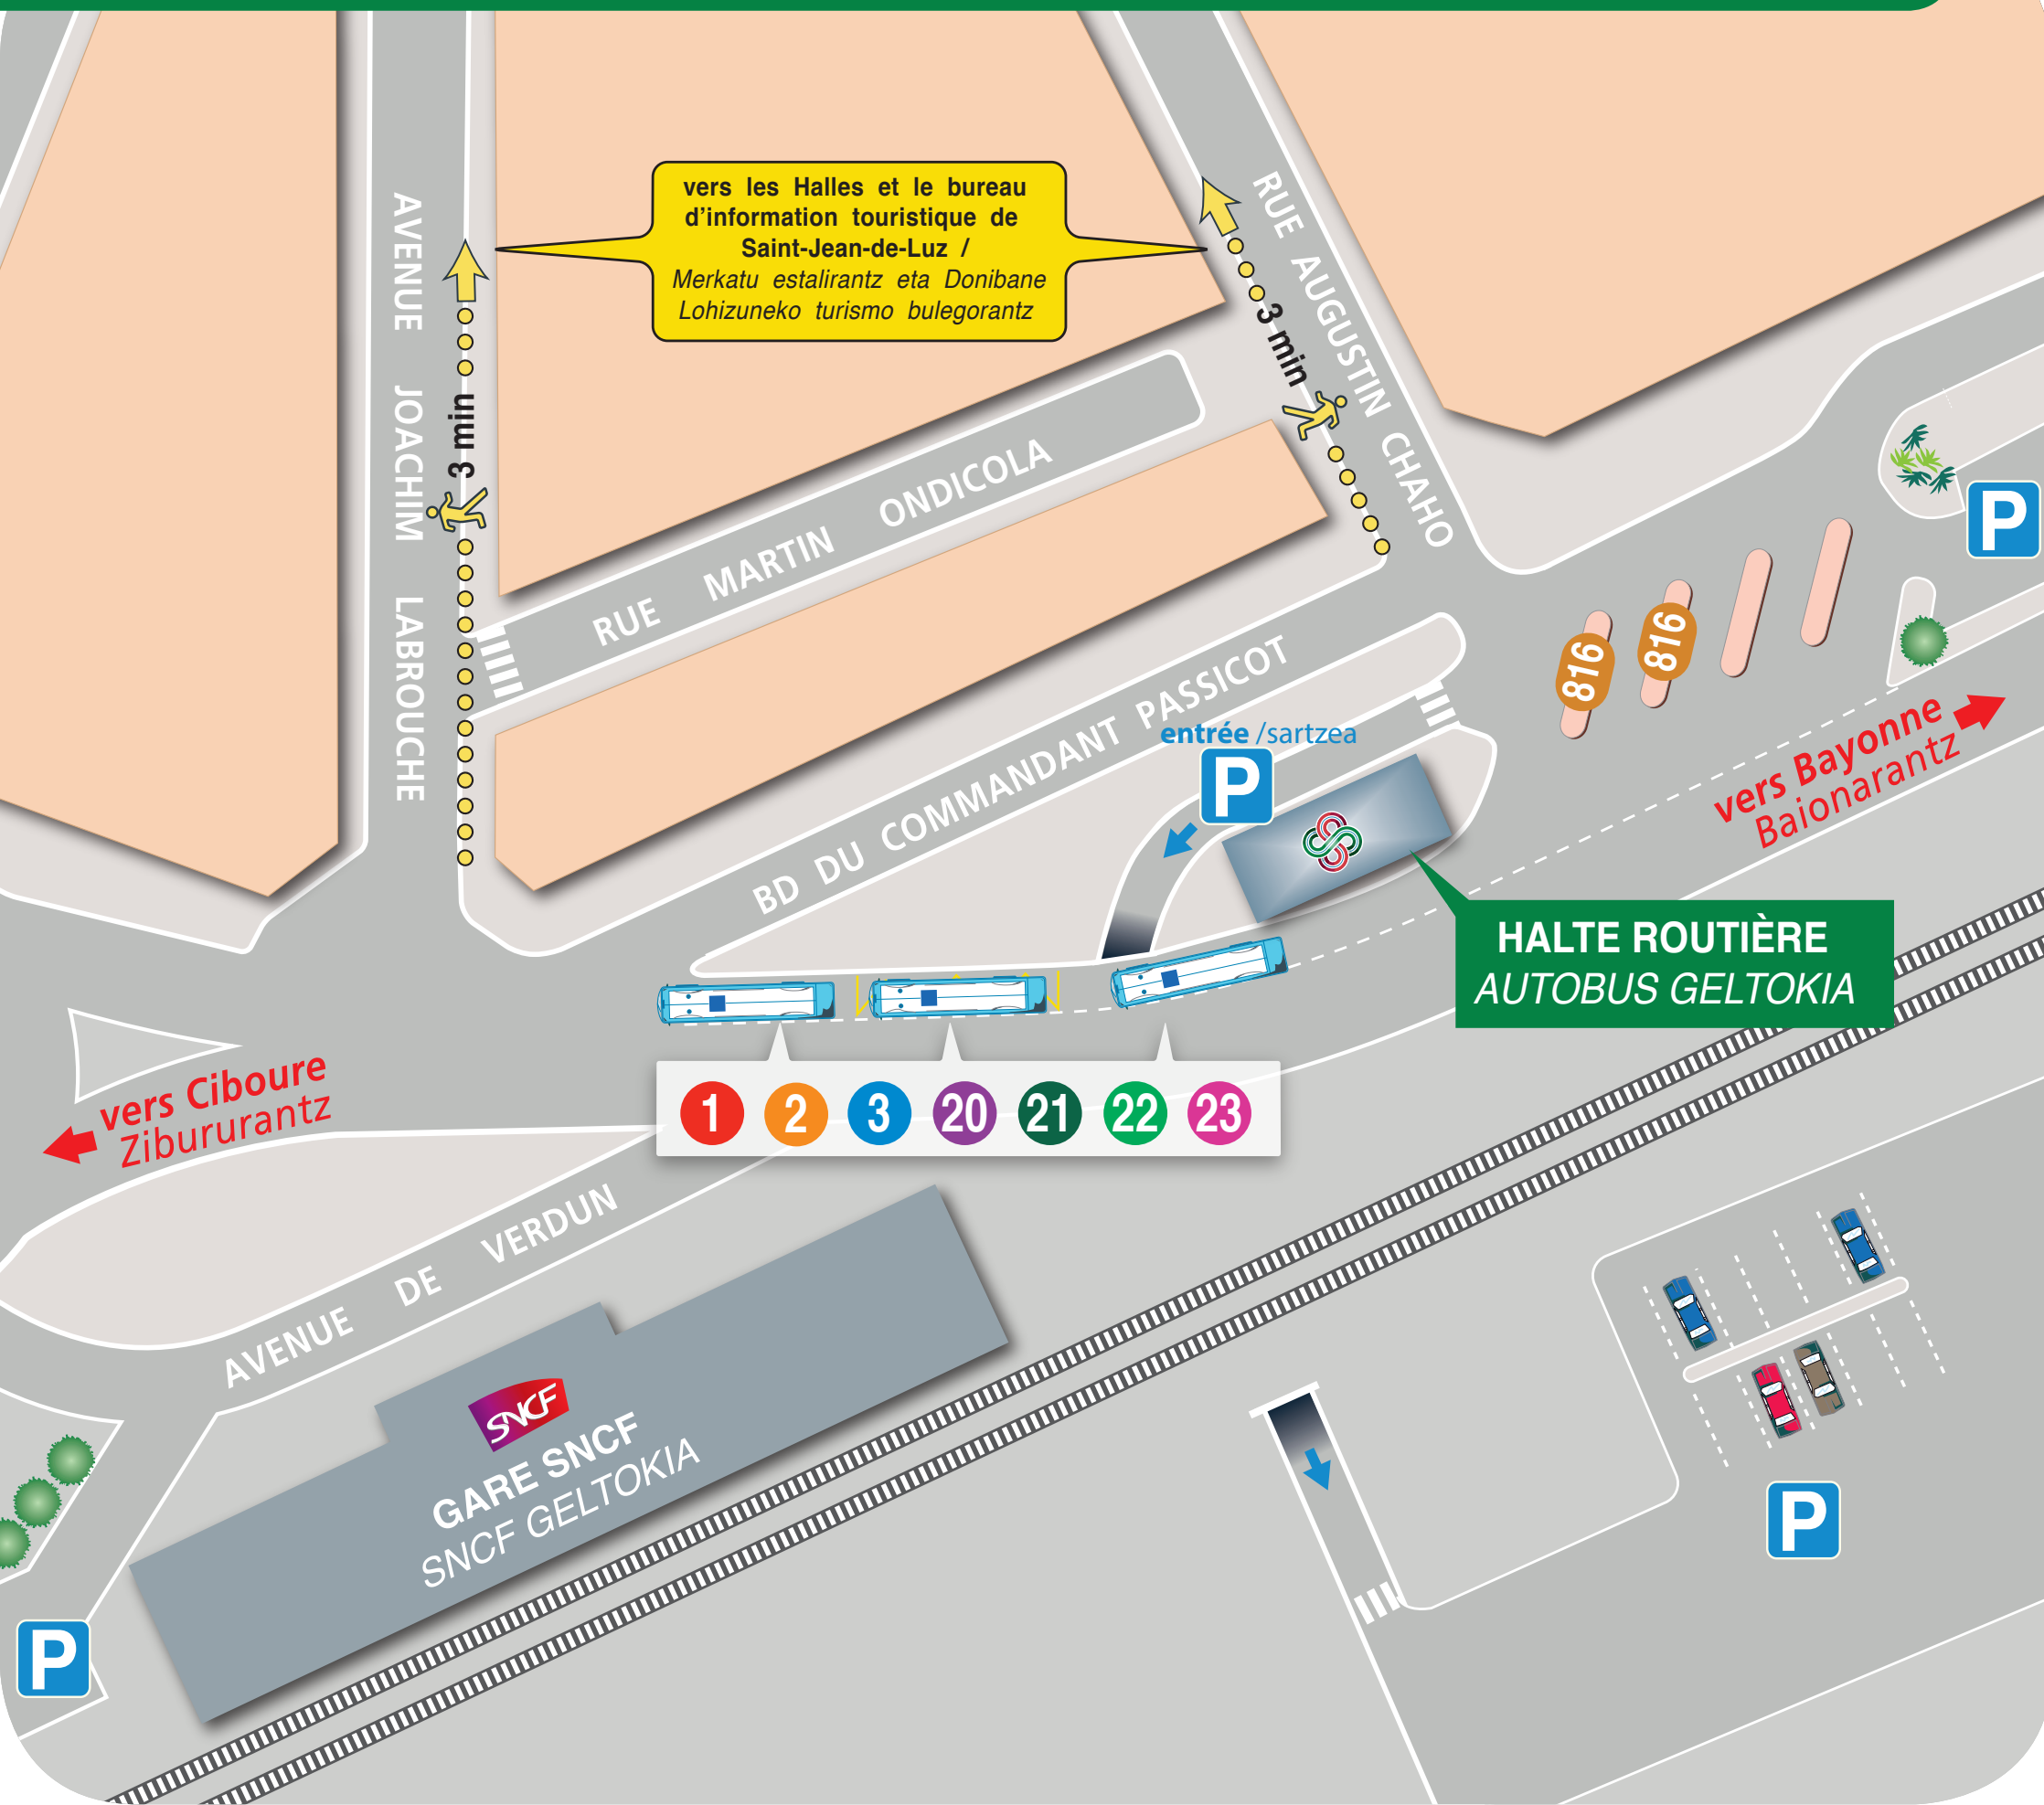 vers les Halles et le bureau
d'information touristique de
Saint-Jean-de-Luz /
Merkatu estalirantz eta Donibane
Lohizuneko turismo bulegorantz
AVENUE JOACHIM LABROUCHE
3 min
RUE AUGUSTIN CHAHO
3 min
RUE MARTIN ONDICOLA
BD DU COMMANDANT PASSICOT
entrée /sartzea
P
P
816
816
vers Bayonne
Baionarantz
HALTE ROUTIÈRE
AUTOBUS GELTOKIA
vers Ciboure
Zibururantz
1 2 3 20 21 22 23
AVENUE DE VERDUN
SNCF
GARE SNCF
SNCF GELTOKIA
P
P